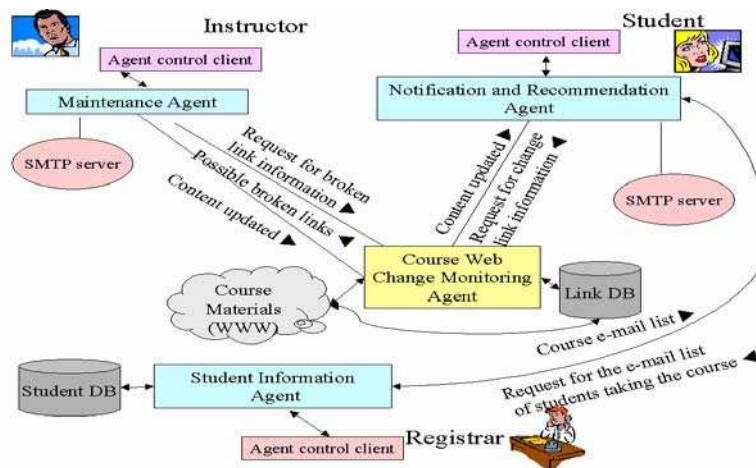 Instructor
Student
Agent control client
Agent control client
Maintenance Agent
Notification and Recommendation
Agent
SMTP server
SMTP server
Request for broken
link information
Possible broken links
Content updated
Content updated
Request for change
link information
Course Web
Change Monitoring
Agent
Course
Materials
(WWW)
Link DB
Course e-mail list
Request for the e-mail list
of students taking the course
Student DB
Student Information
Agent
Agent control client
Registrar